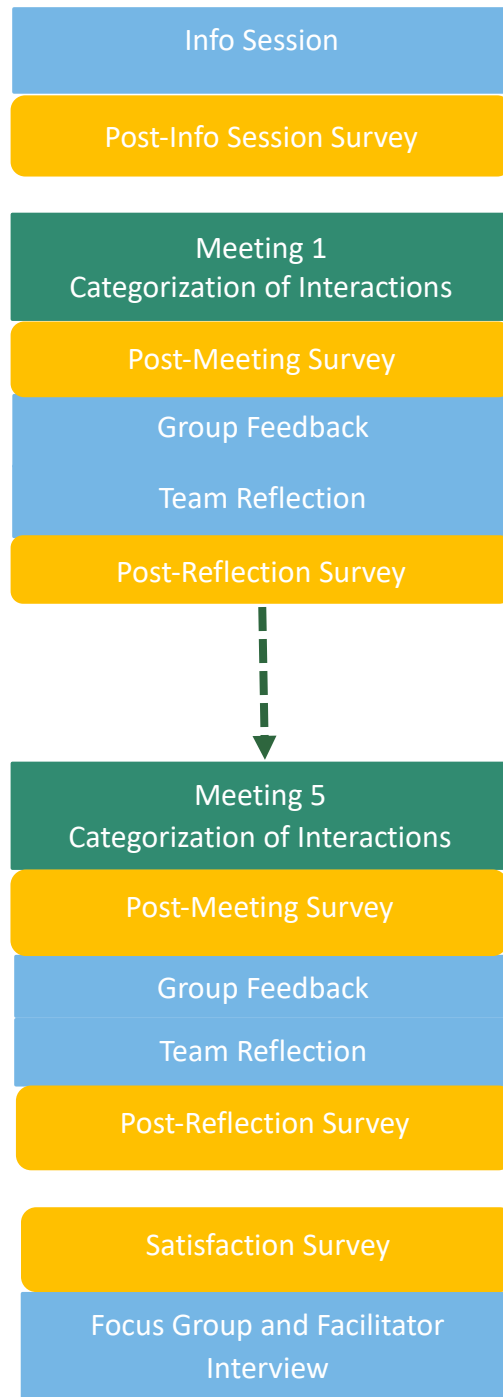 Info Session
Post-Info Session Survey
Meeting 1
Categorization of Interactions
Post-Meeting Survey
Group Feedback
Team Reflection
Post-Reflection Survey
Meeting 5
Categorization of Interactions
Post-Meeting Survey
Group Feedback
Team Reflection
Post-Reflection Survey
Satisfaction Survey
Focus Group and Facilitator
Interview